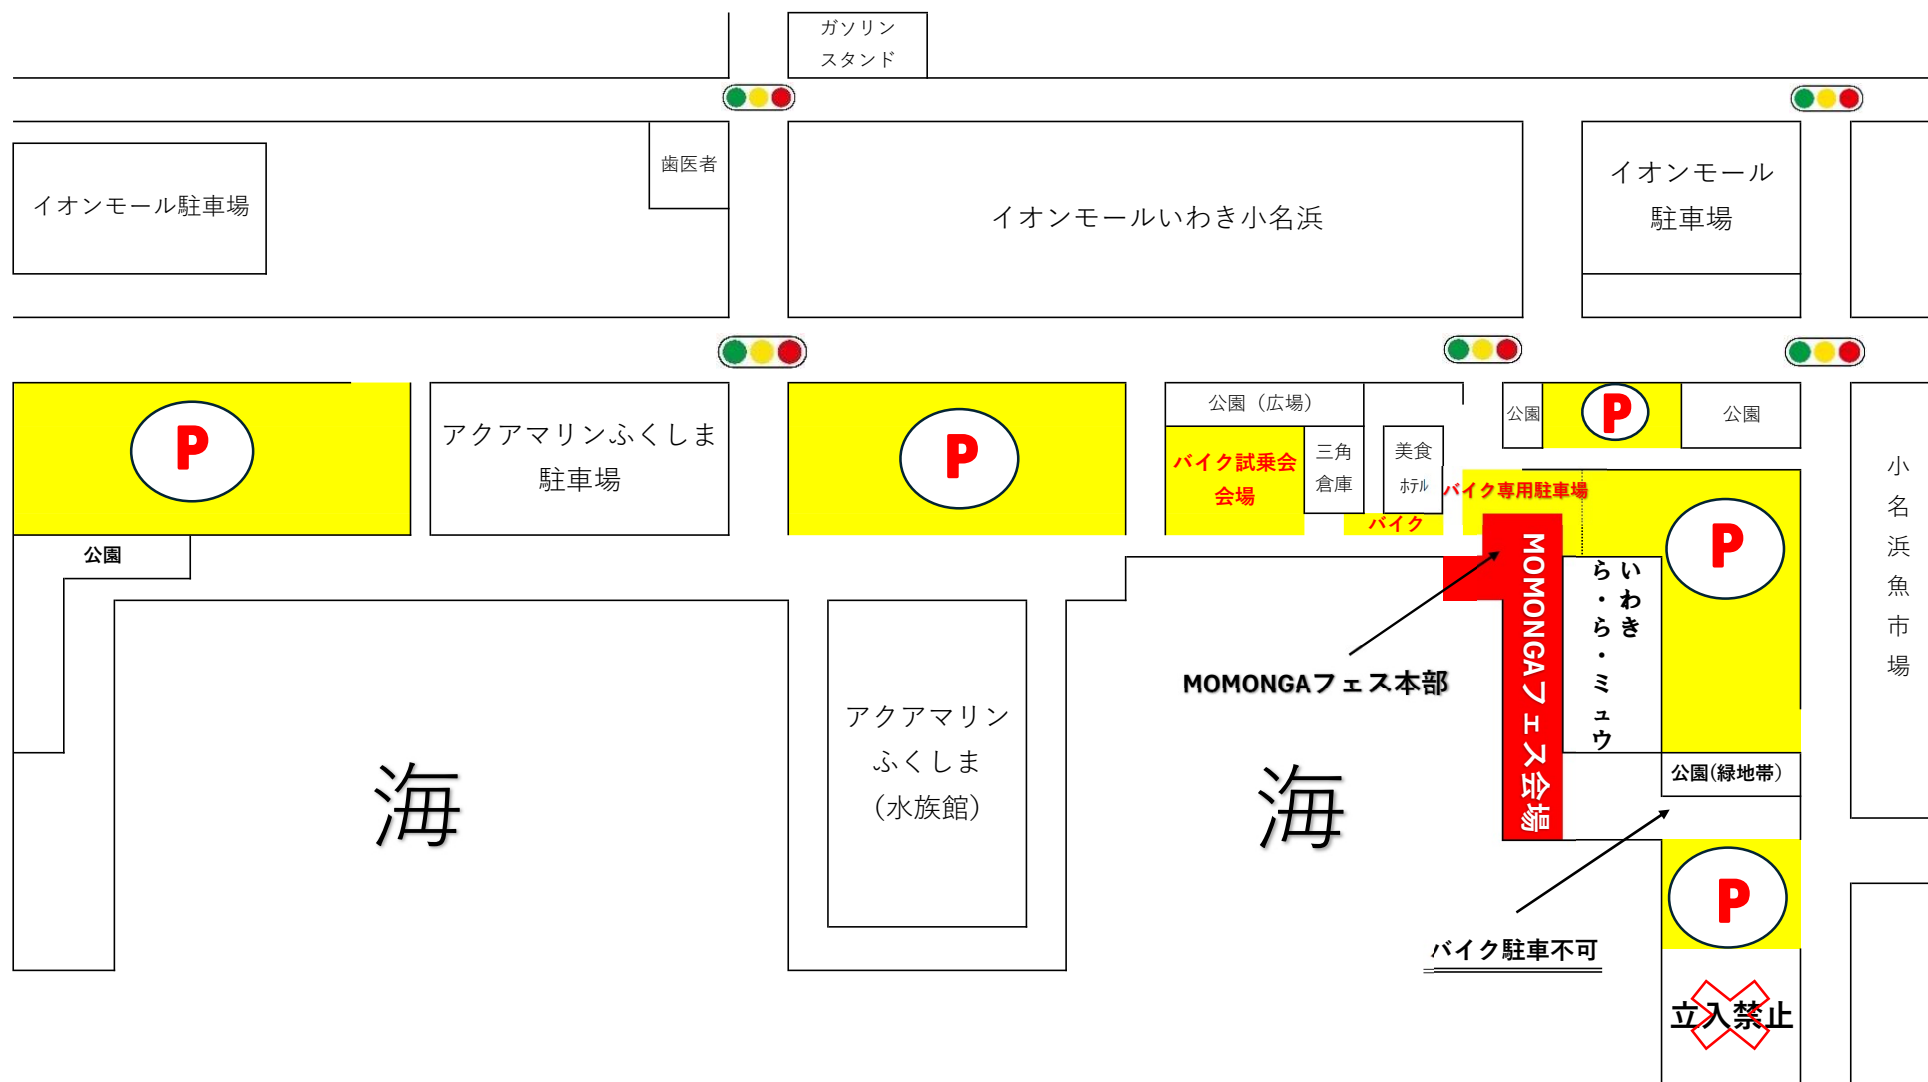 ガソリン
スタンド
歯医者
イオンモール駐車場
イオンモールいわき小名浜
イオンモール
駐車場
P
アクアマリンふくしま
駐車場
P
公園（広場）
バイク試乗会
会場
三角
倉庫
美食
ホテル
バイク
公園
P
公園
バイク専用駐車場
P
小名浜魚市場
公園
いわき
ら・ら・ミュウ
MOMONGAフェス会場
MOMONGAフェス本部
アクアマリン
ふくしま
（水族館）
海
海
公園(緑地帯)
P
バイク駐車不可
立入禁止